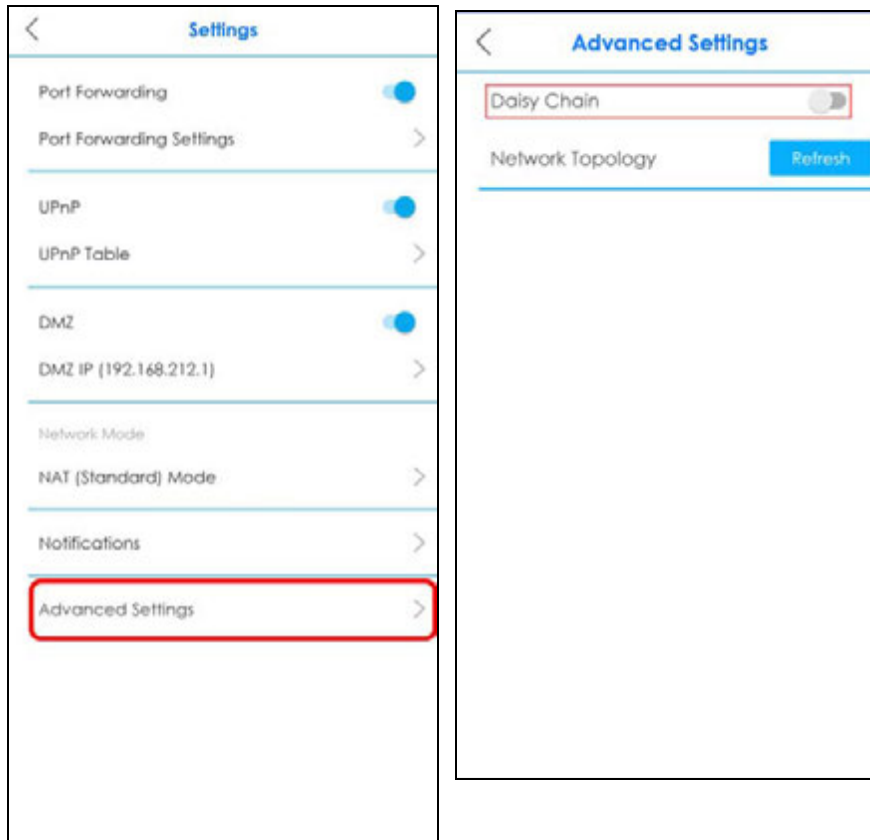 Settings
Port Forwarding
Port Forwarding Settings
UPnP
UPnP Table
DMZ
DMZ IP (192.168.212.1)
Network Mode
NAT (Standard) Mode
Notifications
Advanced Settings
Advanced Settings
Daisy Chain
Network Topology Refresh